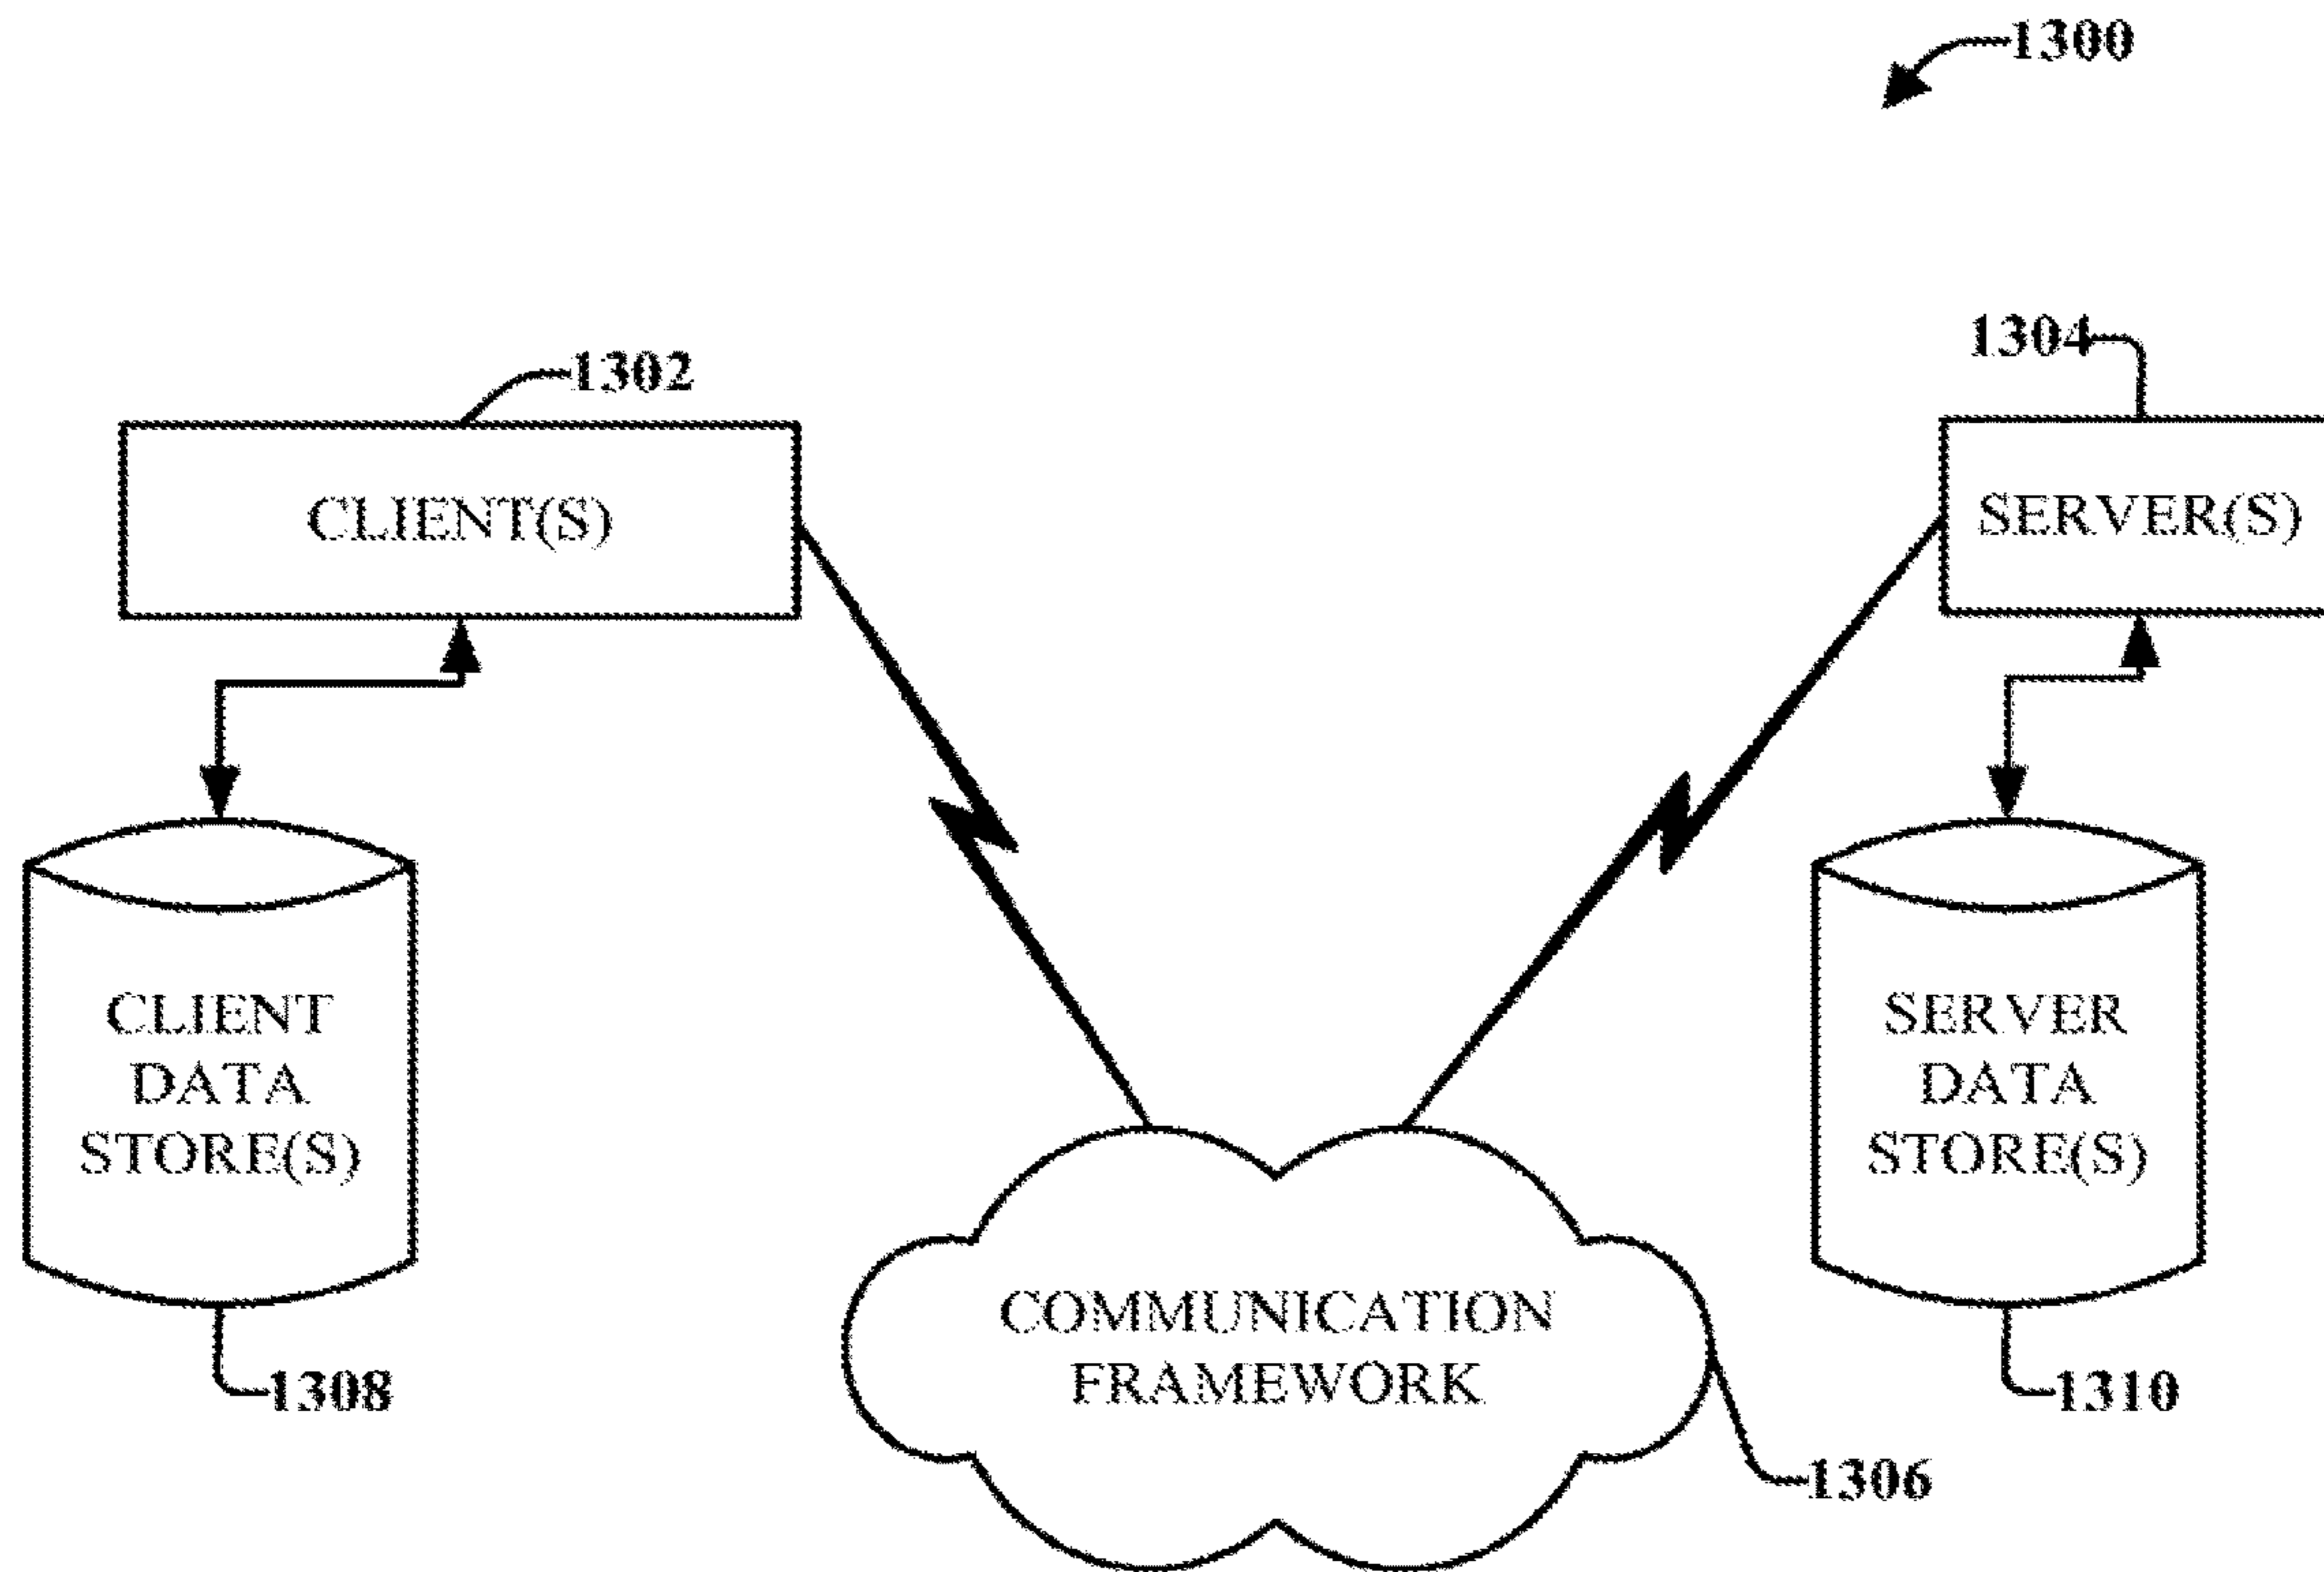 1300
1302
1304
CLIENT(S)
SERVER(S)
CLIENT
DATA
STORE(S)
SERVER
DATA
STORE(S)
COMMUNICATION
FRAMEWORK
1308
1310
1306